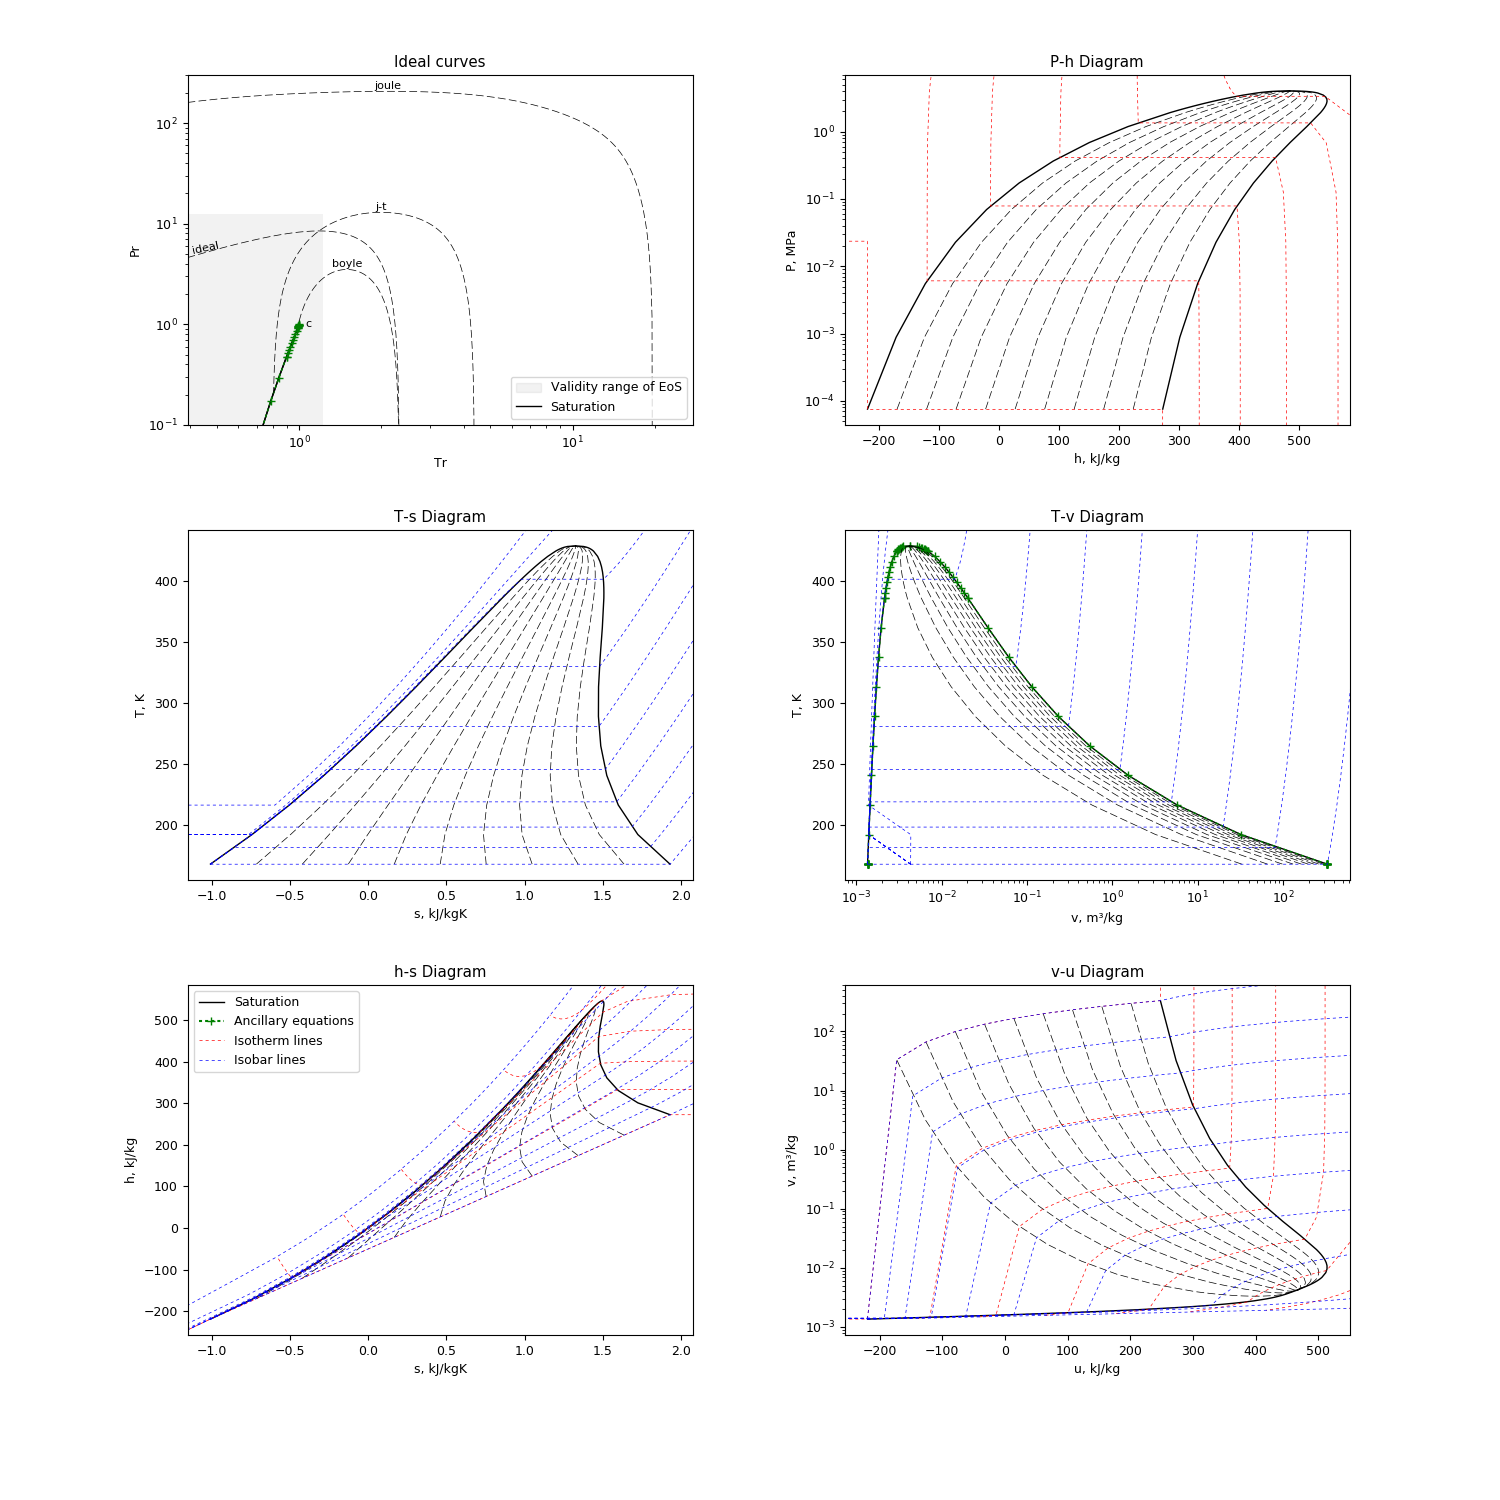 Ideal curves
joule
j-t
ideal
boyle
c
Validity range of EoS
Saturation
10² 10¹ 10⁰ 10⁻¹
Pr
10⁰ 10¹
Tr
P-h Diagram
10⁰ 10⁻¹ 10⁻² 10⁻³ 10⁻⁴
P, MPa
−200 −100 0 100 200 300 400 500
h, kJ/kg
T-s Diagram
400 350 300 250 200
T, K
−1.0 −0.5 0.0 0.5 1.0 1.5 2.0
s, kJ/kgK
T-v Diagram
400 350 300 250 200
T, K
10⁻³ 10⁻² 10⁻¹ 10⁰ 10¹ 10²
v, m³/kg
h-s Diagram
Saturation
Ancillary equations
Isotherm lines
Isobar lines
500 400 300 200 100 0 −100 −200
h, kJ/kg
−1.0 −0.5 0.0 0.5 1.0 1.5 2.0
s, kJ/kgK
v-u Diagram
10² 10¹ 10⁰ 10⁻¹ 10⁻² 10⁻³
v, m³/kg
−200 −100 0 100 200 300 400 500
u, kJ/kg